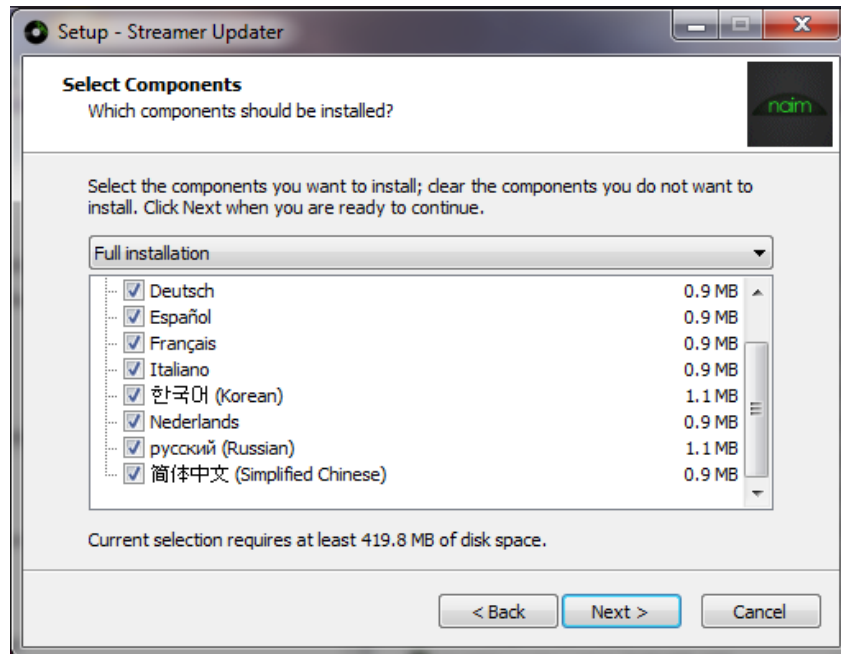 Setup - Streamer Updater
Select Components
Which components should be installed?
naim
Select the components you want to install; clear the components you do not want to
install. Click Next when you are ready to continue.
Full installation
Deutsch 0.9 MB
Español 0.9 MB
Français 0.9 MB
Italiano 0.9 MB
한국어 (Korean) 1.1 MB
Nederlands 0.9 MB
русский (Russian) 1.1 MB
简体中文 (Simplified Chinese) 0.9 MB
Current selection requires at least 419.8 MB of disk space.
< Back Next > Cancel